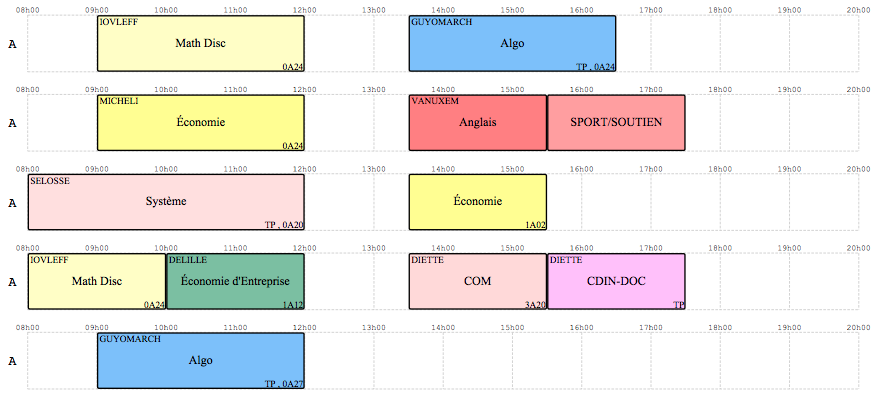 08h00 09h00 10h00 11h00 12h00 13h00 14h00 15h00 16h00 17h00 18h00 19h00 20h00
IOVLEFF GUYOMARCH
A Math Disc Algo
0A24 TP , 0A24
08h00 09h00 10h00 11h00 12h00 13h00 14h00 15h00 16h00 17h00 18h00 19h00 20h00
MICHELI VANUXEM
A Économie Anglais SPORT/SOUTIEN
0A24
08h00 09h00 10h00 11h00 12h00 13h00 14h00 15h00 16h00 17h00 18h00 19h00 20h00
SELOSSE
A Système Économie
TP , 0A20 1A02
08h00 09h00 10h00 11h00 12h00 13h00 14h00 15h00 16h00 17h00 18h00 19h00 20h00
IOVLEFF DELILLE DIETTE DIETTE
A Math Disc Économie d'Entreprise COM CDIN-DOC
0A24 1A12 3A20 TP
08h00 09h00 10h00 11h00 12h00 13h00 14h00 15h00 16h00 17h00 18h00 19h00 20h00
GUYOMARCH
A Algo
TP , 0A27